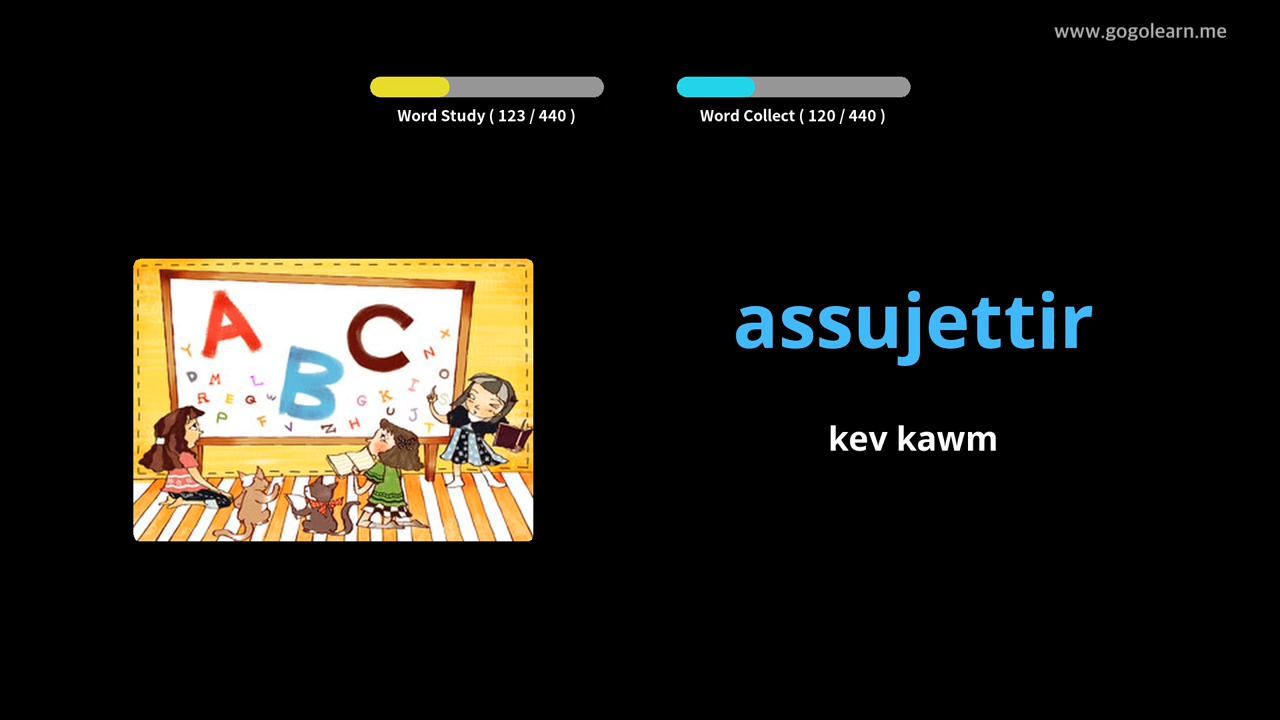 www.gogolearn.me
Word Study ( 123 / 440 )
Word Collect ( 120 / 440 )
A
B
C
X
Y
N
D
M
L
O
I
R
E
Q
W
G
K
S
P
F
V
Z
H
U
J
T
assujettir
kev kawm